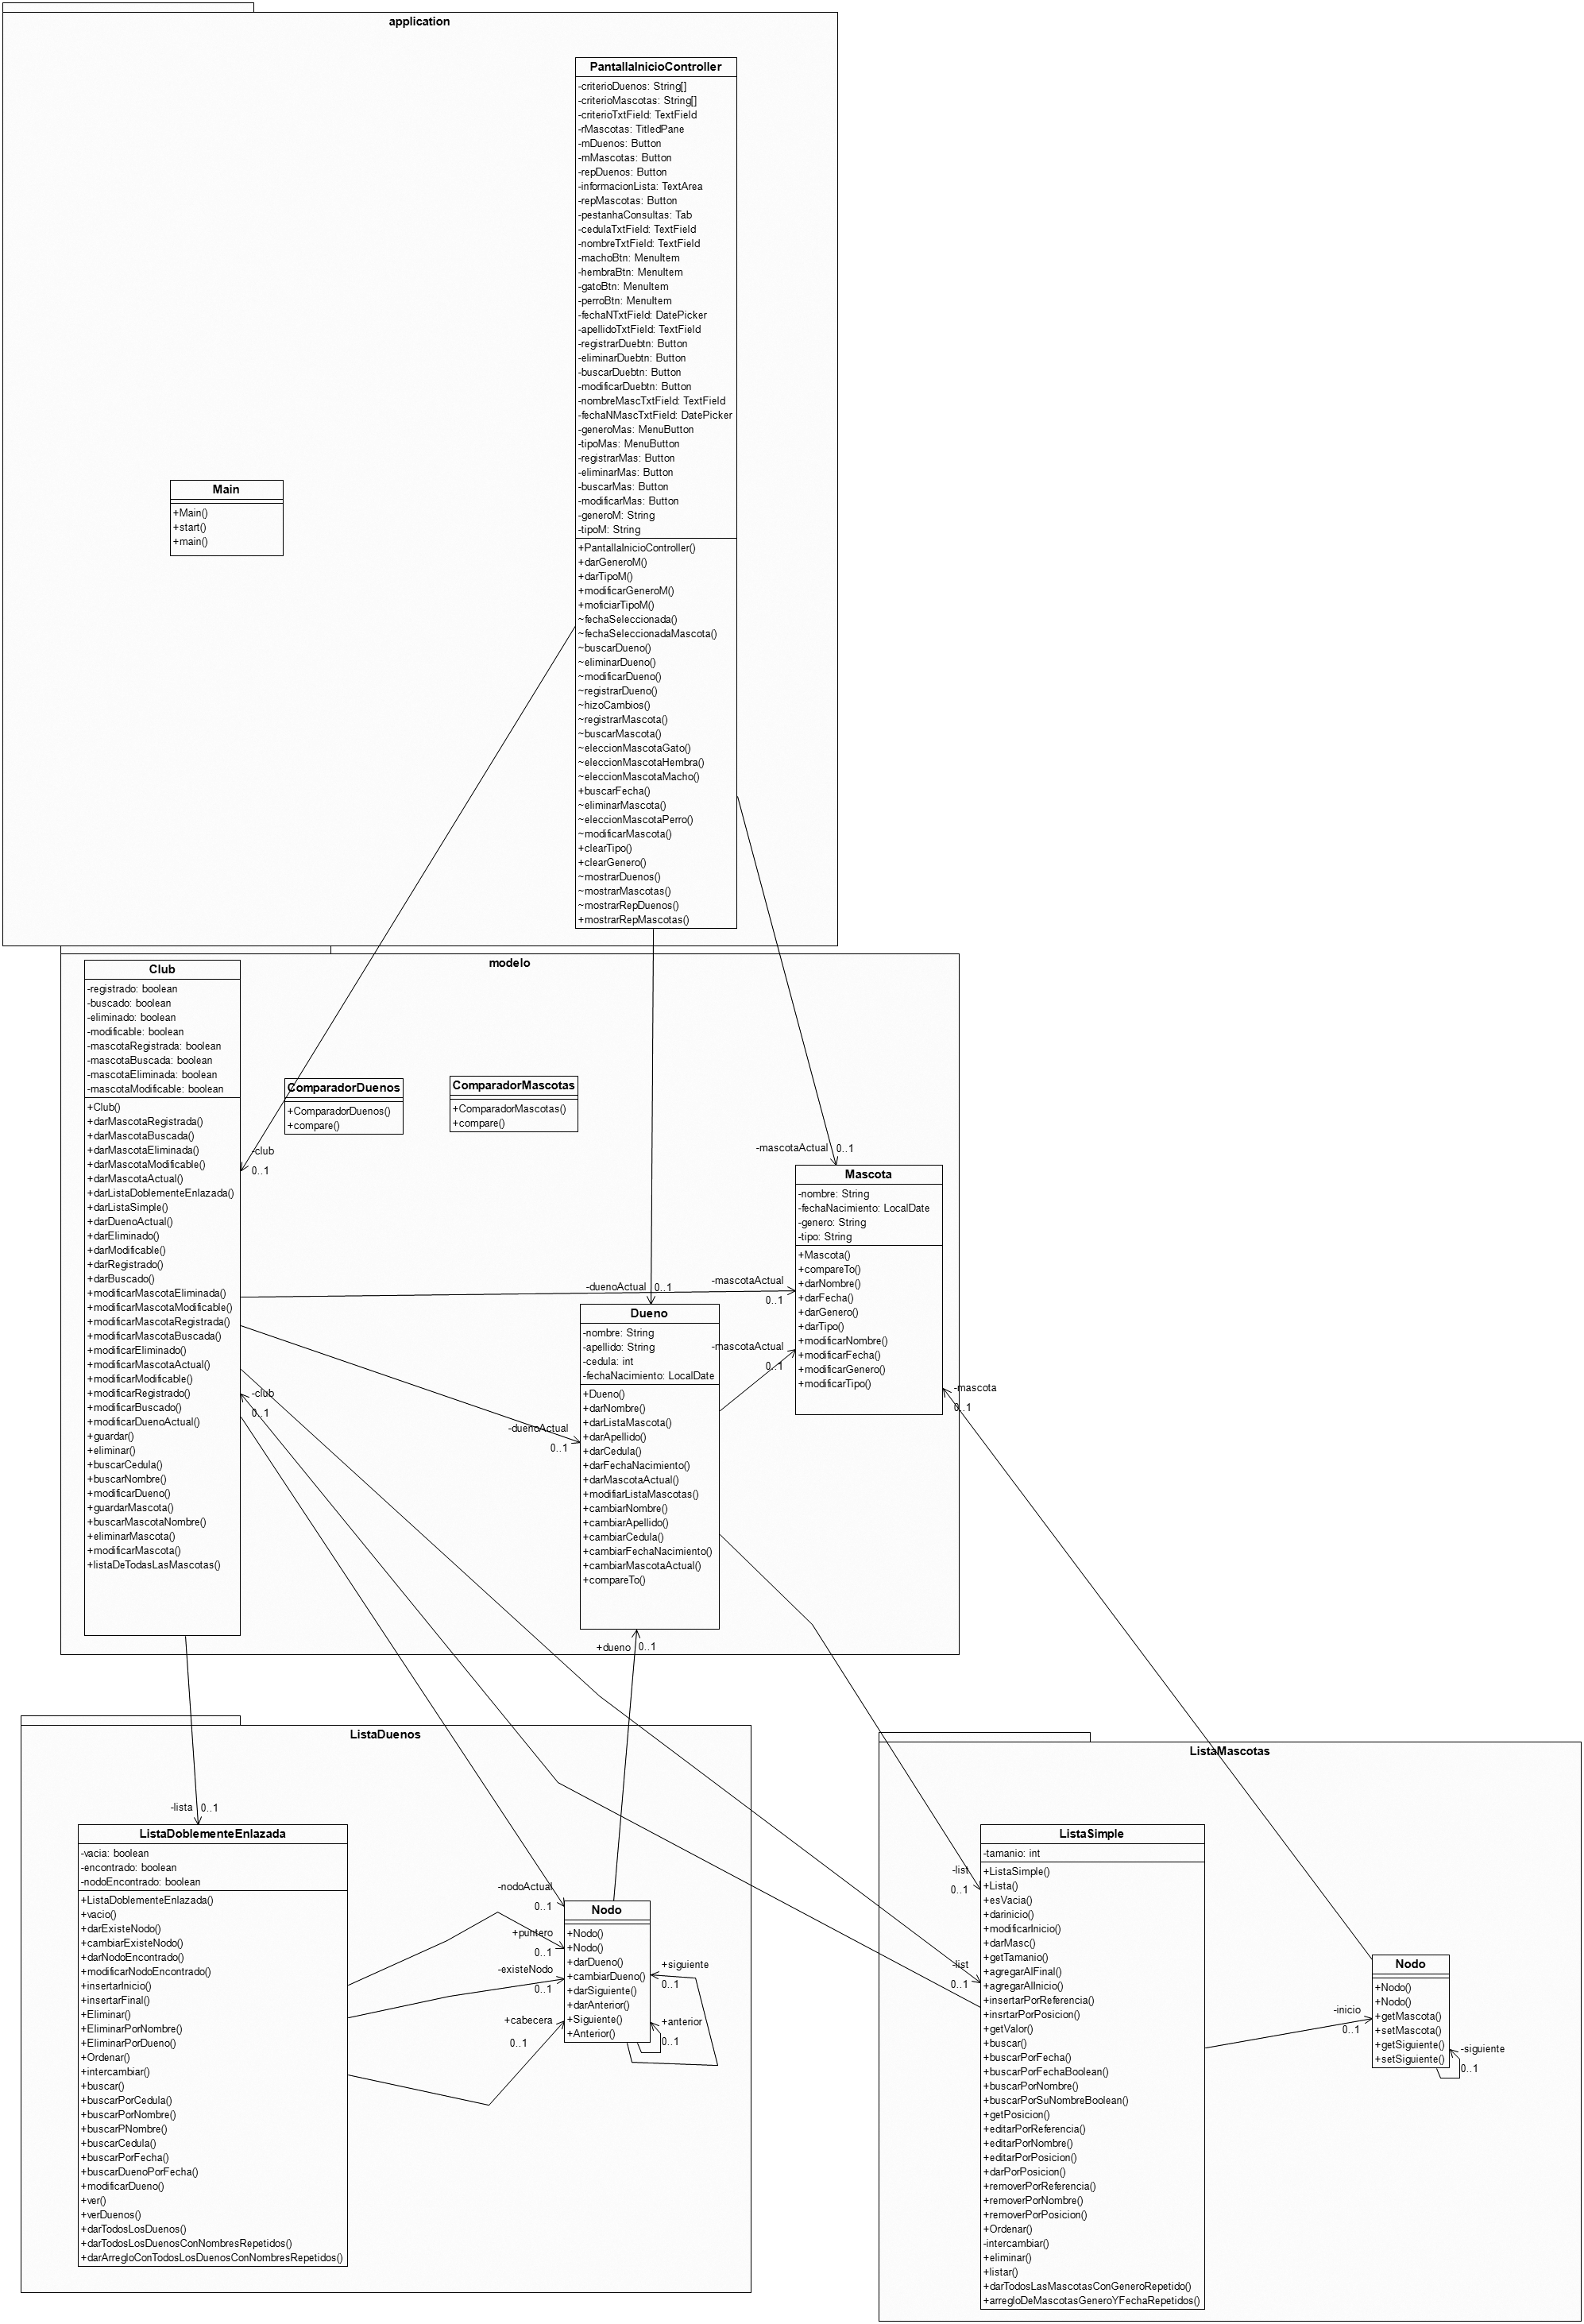 application
PantallaInicioController
-criterioDuenos: String[]
-criterioMascotas: String[]
-criterioTxtField: TextField
-rMascotas: TitledPane
-mDuenos: Button
-mMascotas: Button
-repDuenos: Button
-informacionLista: TextArea
-repMascotas: Button
-pestanhaConsultas: Tab
-cedulaTxtField: TextField
-nombreTxtField: TextField
-machoBtn: MenuItem
-hembraBtn: MenuItem
-gatoBtn: MenuItem
-perroBtn: MenuItem
-fechaNTxtField: DatePicker
-apellidoTxtField: TextField
-registrarDuebtn: Button
-eliminarDuebtn: Button
-buscarDuebtn: Button
-modificarDuebtn: Button
-nombreMascTxtField: TextField
-fechaNMascTxtField: DatePicker
-generoMas: MenuButton
-tipoMas: MenuButton
-registrarMas: Button
-eliminarMas: Button
-buscarMas: Button
-modificarMas: Button
-generoM: String
-tipoM: String
+PantallaInicioController()
+darGeneroM()
+darTipoM()
+modificarGeneroM()
+moficiarTipoM()
~fechaSeleccionada()
~fechaSeleccionadaMascota()
~buscarDueno()
~eliminarDueno()
~modificarDueno()
~registrarDueno()
~hizoCambios()
~registrarMascota()
~buscarMascota()
~eleccionMascotaGato()
~eleccionMascotaHembra()
~eleccionMascotaMacho()
+buscarFecha()
~eliminarMascota()
~eleccionMascotaPerro()
~modificarMascota()
+clearTipo()
+clearGenero()
~mostrarDuenos()
~mostrarMascotas()
~mostrarRepDuenos()
+mostrarRepMascotas()
Main
+Main()
+start()
+main()
modelo
Club
-registrado: boolean
-buscado: boolean
-eliminado: boolean
-modificable: boolean
-mascotaRegistrada: boolean
-mascotaBuscada: boolean
-mascotaEliminada: boolean
-mascotaModificable: boolean
+Club()
+darMascotaRegistrada()
+darMascotaBuscada()
+darMascotaEliminada()
+darMascotaModificable()
+darMascotaActual()
+darListaDoblementeEnlazada()
+darListaSimple()
+darDuenoActual()
+darEliminado()
+darModificable()
+darRegistrado()
+darBuscado()
+modificarMascotaEliminada()
+modificarMascotaModificable()
+modificarMascotaRegistrada()
+modificarMascotaBuscada()
+modificarEliminado()
+modificarMascotaActual()
+modificarModificable()
+modificarRegistrado()
+modificarBuscado()
+modificarDuenoActual()
+guardar()
+eliminar()
+buscarCedula()
+buscarNombre()
+modificarDueno()
+guardarMascota()
+buscarMascotaNombre()
+eliminarMascota()
+modificarMascota()
+listaDeTodasLasMascotas()
ComparadorDuenos
+ComparadorDuenos()
+compare()
ComparadorMascotas
+ComparadorMascotas()
+compare()
-club
0..1
-mascotaActual 0..1
Mascota
-nombre: String
-fechaNacimiento: LocalDate
-genero: String
-tipo: String
+Mascota()
+compareTo()
+darNombre()
+darFecha()
+darGenero()
+darTipo()
+modificarNombre()
+modificarFecha()
+modificarGenero()
+modificarTipo()
-duenoActual 0..1
-mascotaActual
0..1
Dueno
-nombre: String
-apellido: String
-cedula: int
-fechaNacimiento: LocalDate
+Dueno()
+darNombre()
+darListaMascota()
+darApellido()
+darCedula()
+darFechaNacimiento()
+darMascotaActual()
+modifiarListaMascotas()
+cambiarNombre()
+cambiarApellido()
+cambiarCedula()
+cambiarFechaNacimiento()
+cambiarMascotaActual()
+compareTo()
-mascotaActual
0..1
-mascota
0..1
-club
0..1
-duenoActual
0..1
+dueno 0..1
ListaDuenos
-lista 0..1
ListaDoblementeEnlazada
-vacia: boolean
-encontrado: boolean
-nodoEncontrado: boolean
+ListaDoblementeEnlazada()
+vacio()
+darExisteNodo()
+cambiarExisteNodo()
+darNodoEncontrado()
+modificarNodoEncontrado()
+insertarInicio()
+insertarFinal()
+Eliminar()
+EliminarPorNombre()
+EliminarPorDueno()
+Ordenar()
+intercambiar()
+buscar()
+buscarPorCedula()
+buscarPorNombre()
+buscarPNombre()
+buscarCedula()
+buscarPorFecha()
+buscarDuenoPorFecha()
+modificarDueno()
+ver()
+verDuenos()
+darTodosLosDuenos()
+darTodosLosDuenosConNombresRepetidos()
+darArregloConTodosLosDuenosConNombresRepetidos()
-nodoActual
0..1
+puntero
0..1
-existeNodo
0..1
+cabecera
0..1
Nodo
+Nodo()
+Nodo()
+darDueno()
+cambiarDueno()
+darSiguiente()
+darAnterior()
+Siguiente()
+Anterior()
+siguiente
0..1
+anterior
0..1
ListaMascotas
-list
0..1
-list
0..1
ListaSimple
-tamanio: int
+ListaSimple()
+Lista()
+esVacia()
+darinicio()
+modificarInicio()
+darMasc()
+getTamanio()
+agregarAlFinal()
+agregarAlInicio()
+insertarPorReferencia()
+insrtarPorPosicion()
+getValor()
+buscar()
+buscarPorFecha()
+buscarPorFechaBoolean()
+buscarPorNombre()
+buscarPorSuNombreBoolean()
+getPosicion()
+editarPorReferencia()
+editarPorNombre()
+editarPorPosicion()
+darPorPosicion()
+removerPorReferencia()
+removerPorNombre()
+removerPorPosicion()
+Ordenar()
-intercambiar()
+eliminar()
+listar()
+darTodosLasMascotasConGeneroRepetido()
+arregloDeMascotasGeneroYFechaRepetidos()
-inicio
0..1
Nodo
+Nodo()
+Nodo()
+getMascota()
+setMascota()
+getSiguiente()
+setSiguiente()
-siguiente
0..1